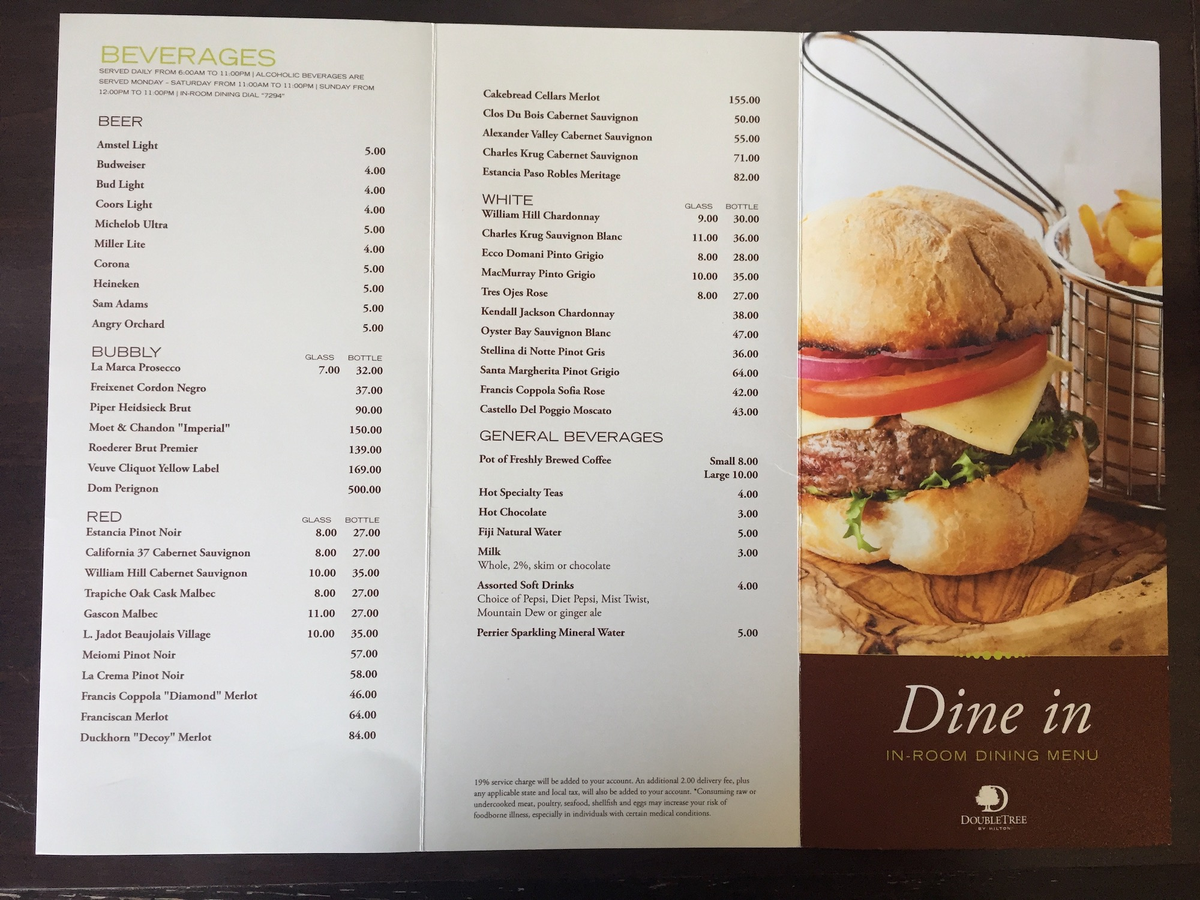 BEVERAGES
SERVED DAILY FROM 6:00AM TO 11:00PM | ALCOHOLIC BEVERAGES ARE
SERVED MONDAY - SATURDAY FROM 11:00AM TO 11:00PM | SUNDAY FROM
12:00PM TO 11:00PM | IN-ROOM DINING DIAL "7294"
BEER
Amstel Light 5.00
Budweiser 4.00
Bud Light 4.00
Coors Light 4.00
Michelob Ultra 5.00
Miller Lite 4.00
Corona 5.00
Heineken 5.00
Sam Adams 5.00
Angry Orchard 5.00
BUBBLY GLASS BOTTLE
La Marca Prosecco 7.00 32.00
Freixenet Cordon Negro 37.00
Piper Heidsieck Brut 90.00
Moet & Chandon "Imperial" 150.00
Roederer Brut Premier 139.00
Veuve Cliquot Yellow Label 169.00
Dom Perignon 500.00
RED GLASS BOTTLE
Estancia Pinot Noir 8.00 27.00
California 37 Cabernet Sauvignon 8.00 27.00
William Hill Cabernet Sauvignon 10.00 35.00
Trapiche Oak Cask Malbec 8.00 27.00
Gascon Malbec 11.00 27.00
L. Jadot Beaujolais Village 10.00 35.00
Meiomi Pinot Noir 57.00
La Crema Pinot Noir 58.00
Francis Coppola "Diamond" Merlot 46.00
Franciscan Merlot 64.00
Duckhorn "Decoy" Merlot 84.00
Cakebread Cellars Merlot 155.00
Clos Du Bois Cabernet Sauvignon 50.00
Alexander Valley Cabernet Sauvignon 55.00
Charles Krug Cabernet Sauvignon 71.00
Estancia Paso Robles Meritage 82.00
WHITE GLASS BOTTLE
William Hill Chardonnay 9.00 30.00
Charles Krug Sauvignon Blanc 11.00 36.00
Ecco Domani Pinto Grigio 8.00 28.00
MacMurray Pinto Grigio 10.00 35.00
Tres Ojes Rose 8.00 27.00
Kendall Jackson Chardonnay 38.00
Oyster Bay Sauvignon Blanc 47.00
Stellina di Notte Pinot Gris 36.00
Santa Margherita Pinot Grigio 64.00
Francis Coppola Sofia Rose 42.00
Castello Del Poggio Moscato 43.00
GENERAL BEVERAGES
Pot of Freshly Brewed Coffee Small 8.00
Large 10.00
Hot Specialty Teas 4.00
Hot Chocolate 3.00
Fiji Natural Water 5.00
Milk 3.00
Whole, 2%, skim or chocolate
Assorted Soft Drinks 4.00
Choice of Pepsi, Diet Pepsi, Mist Twist,
Mountain Dew or ginger ale
Perrier Sparkling Mineral Water 5.00
19% service charge will be added to your account. An additional 2.00 delivery fee, plus
any applicable state and local tax, will also be added to your account. *Consuming raw or
undercooked meat, poultry, seafood, shellfish and eggs may increase your risk of
foodborne illness, especially in individuals with certain medical conditions.
Dine in
IN-ROOM DINING MENU
DOUBLETREE
BY HILTON